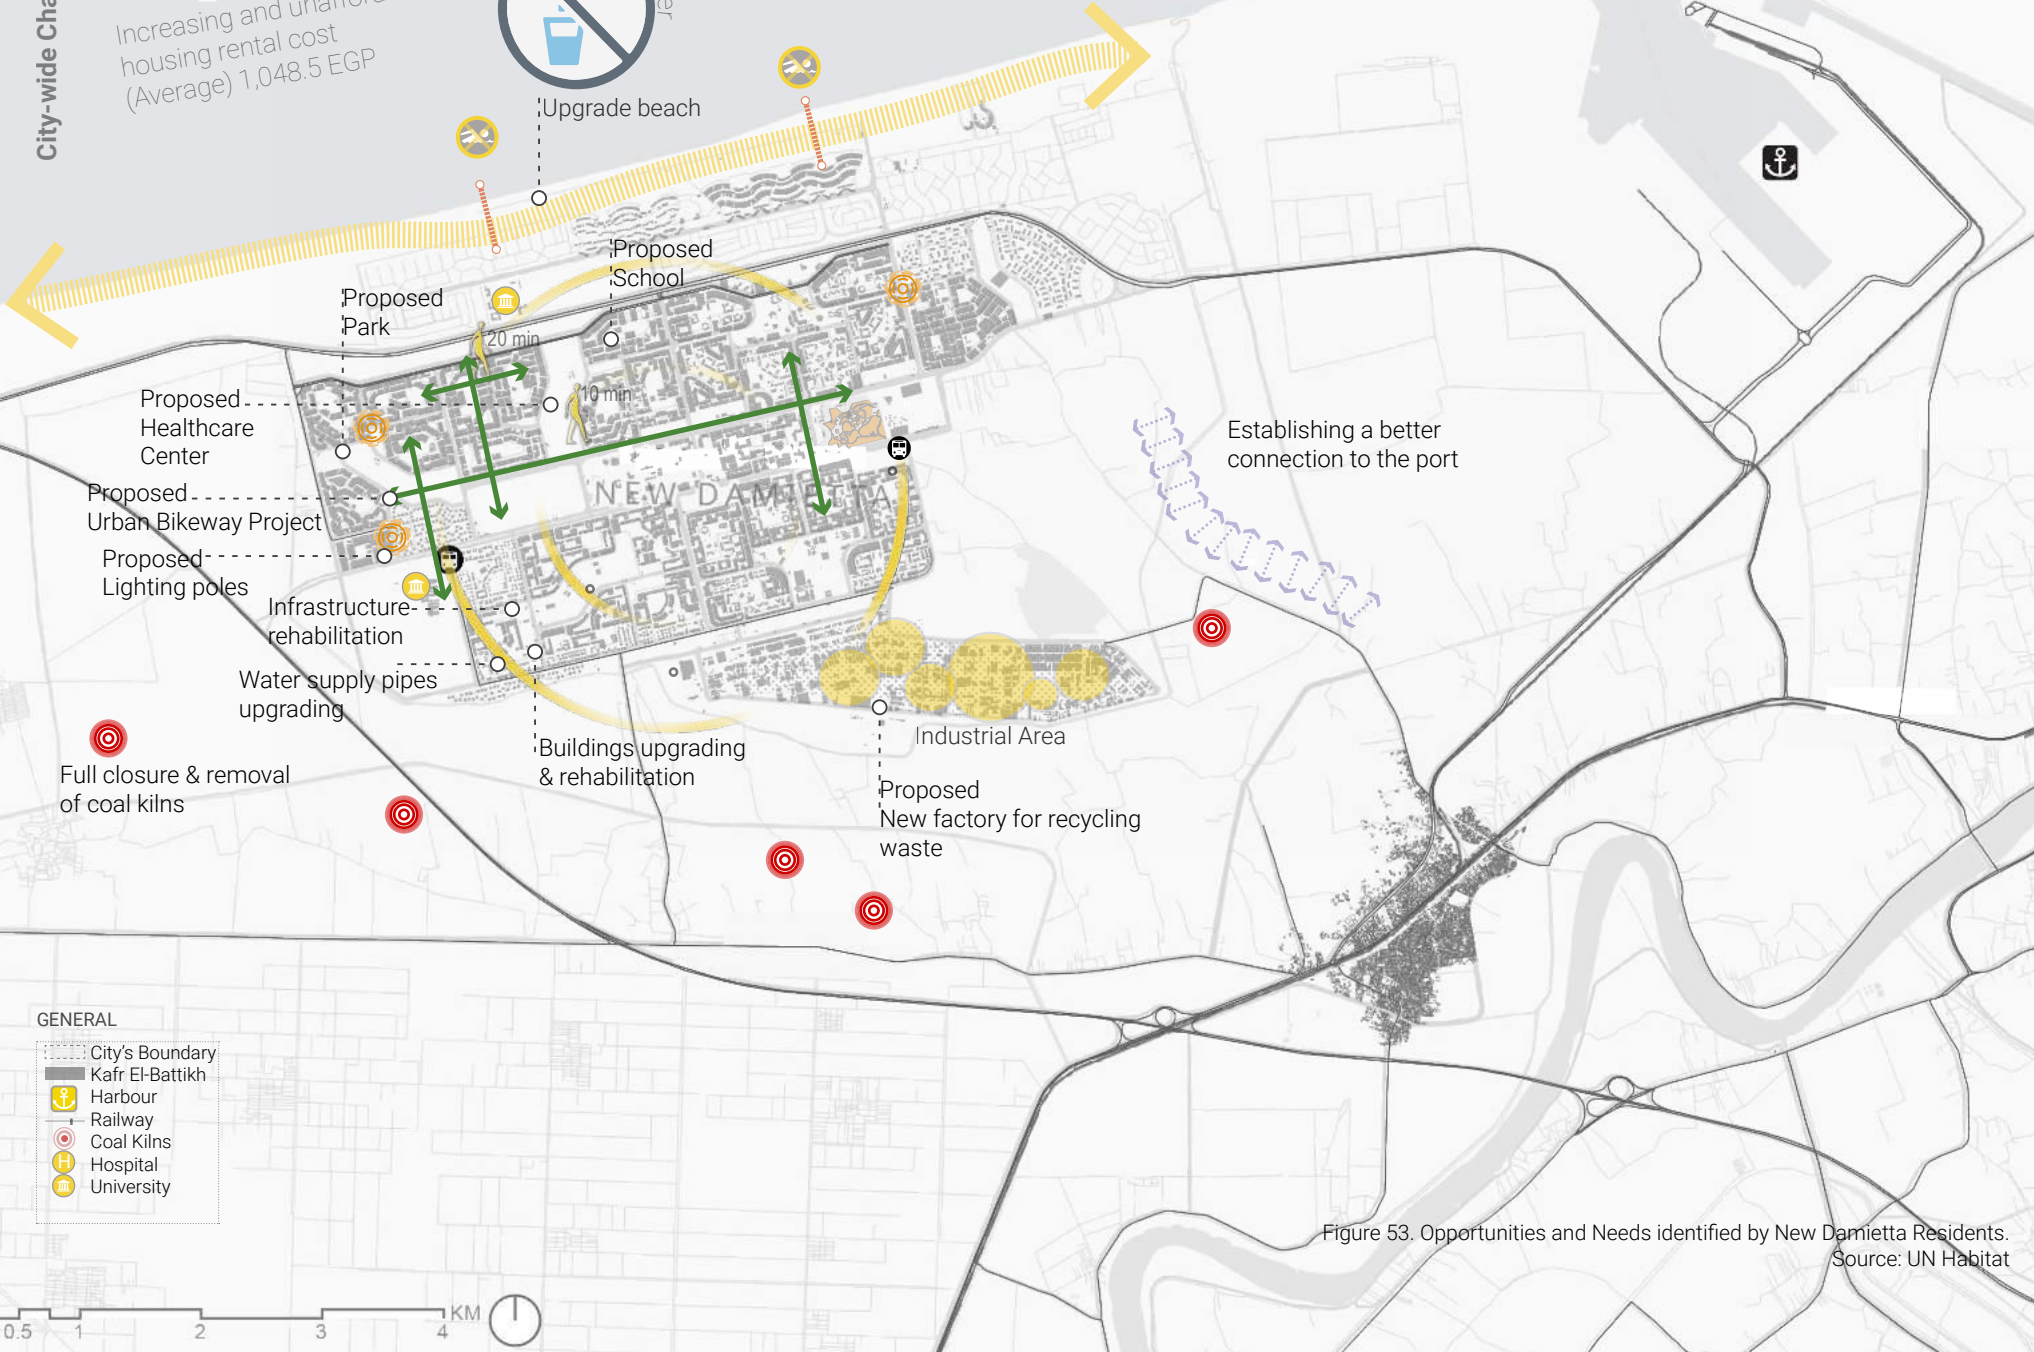 City-wide
Increasing and
housing rental cost
(Average) 1,048.5 EGP
Upgrade beach
Proposed
School
Proposed
Park
20 min
10 min
Proposed
Healthcare
Center
Proposed
Urban Bikeway Project
Proposed
Lighting poles
NEW DAMIETTA
Establishing a better
connection to the port
Infrastructure
rehabilitation
Water supply pipes
upgrading
Buildings upgrading
& rehabilitation
Industrial Area
Proposed
New factory for recycling
waste
Full closure & removal
of coal kilns
GENERAL
City's Boundary
Kafr El-Battikh
Harbour
Railway
Coal Kilns
H Hospital
University
Figure 53. Opportunities and Needs identified by New Damietta Residents.
Source: UN Habitat
0.5 1 2 3 4 KM